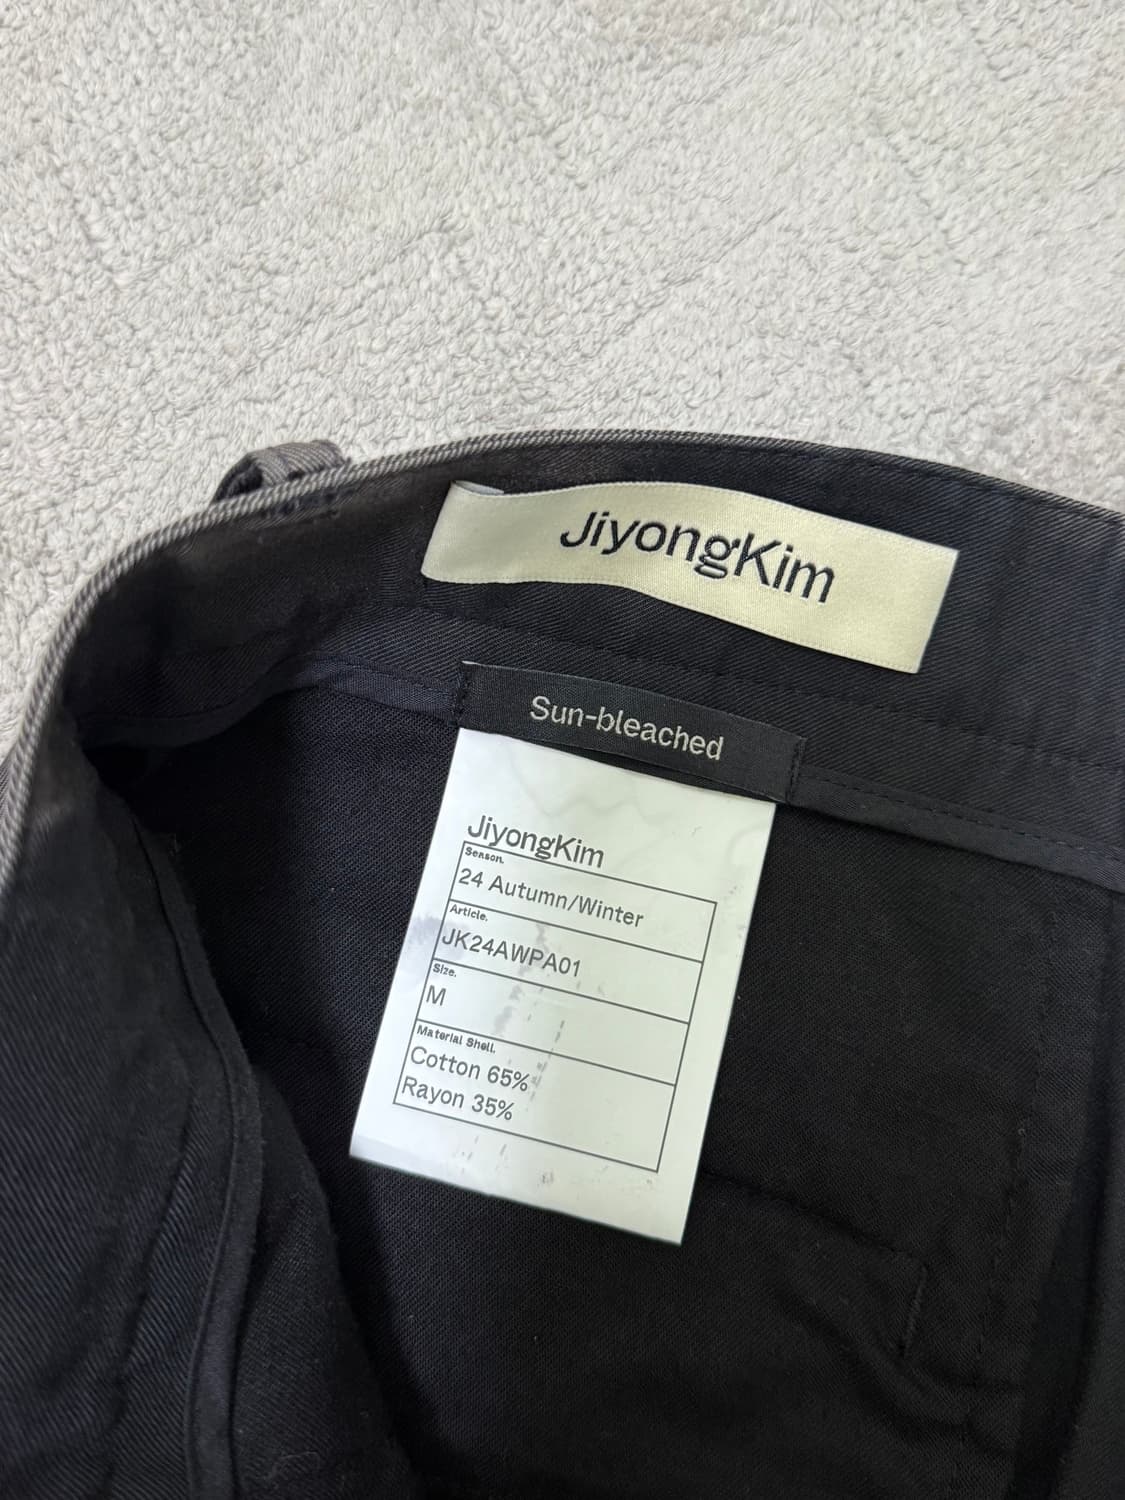 JiyongKim
Sun-bleached
JiyongKim
Season.
24 Autumn/Winter
Article.
JK24AWPA01
Size.
M
Material Shell.
Cotton 65%
Rayon 35%